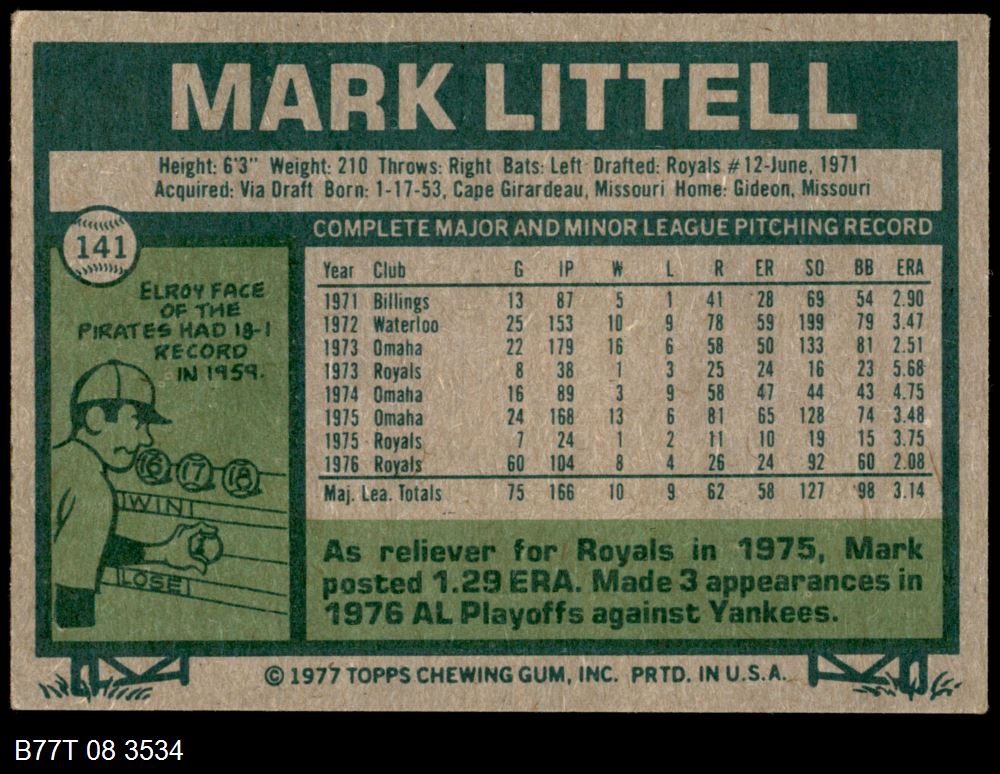 MARK LITTELL
Height: 6'3" Weight: 210 Throws: Right Bats: Left Drafted: Royals #12-June, 1971
Acquired: Via Draft Born: 1-17-53, Cape Girardeau, Missouri Home: Gideon, Missouri
141
ELROY FACE
OF THE
PIRATES HAD 18-1
RECORD
IN 1959.
16 17 18
WIN
1
LOSE
COMPLETE MAJOR AND MINOR LEAGUE PITCHING RECORD
Year Club G IP W L R ER SO BB ERA
1971 Billings 13 87 5 1 41 28 69 54 2.90
1972 Waterloo 25 153 10 9 78 59 199 79 3.47
1973 Omaha 22 179 16 6 58 50 133 81 2.51
1973 Royals 8 38 1 3 25 24 16 23 5.68
1974 Omaha 16 89 3 9 58 47 44 43 4.75
1975 Omaha 24 168 13 6 81 65 128 74 3.48
1975 Royals 7 24 1 2 11 10 19 15 3.75
1976 Royals 60 104 8 4 26 24 92 60 2.08
Maj. Lea. Totals 75 166 10 9 62 58 127 98 3.14
As reliever for Royals in 1975, Mark
posted 1.29 ERA. Made 3 appearances in
1976 AL Playoffs against Yankees.
© 1977 TOPPS CHEWING GUM, INC. PRTD. IN U.S.A.
B77T 08 3534